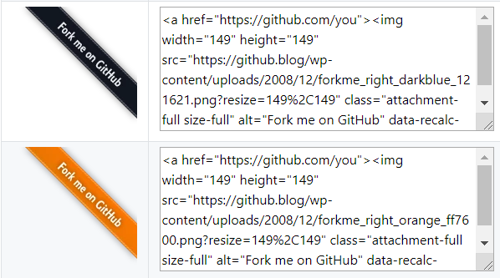 Fork me on GitHub
<a href="https://github.com/you"><img
width="149" height="149"
src="https://github.blog/wp-
content/uploads/2008/12/forkme_right_darkblue_12
1621.png?resize=149%2C149" class="attachment-
full size-full" alt="Fork me on GitHub" data-recalc-
Fork me on GitHub
<a href="https://github.com/you"><img
width="149" height="149"
src="https://github.blog/wp-
content/uploads/2008/12/forkme_right_orange_ff76
00.png?resize=149%2C149" class="attachment-
full size-full" alt="Fork me on GitHub" data-recalc-